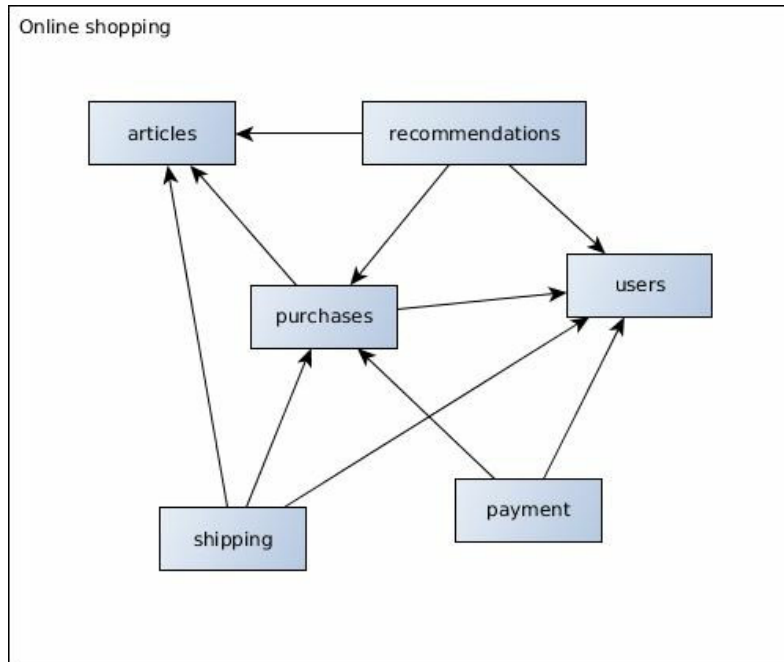 Online shopping
articles
recommendations
users
purchases
payment
shipping